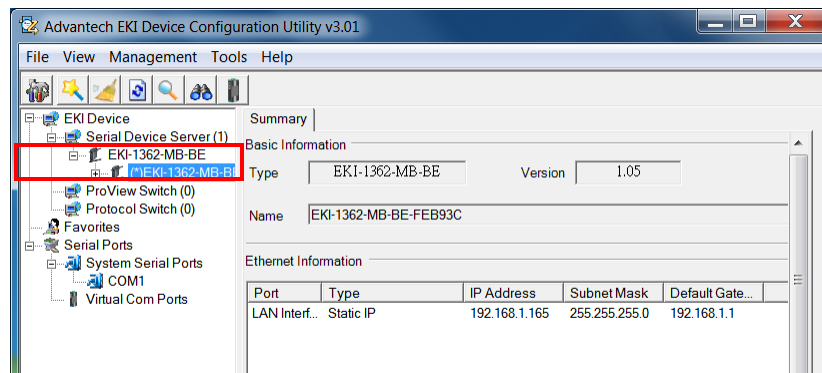 Advantech EKI Device Configuration Utility v3.01
File View Management Tools Help
EKI Device
Serial Device Server (1)
EKI-1362-MB-BE
(*)EKI-1362-MB-BE
ProView Switch (0)
Protocol Switch (0)
Favorites
Serial Ports
System Serial Ports
COM1
Virtual Com Ports
Summary
Basic Information
Type EKI-1362-MB-BE Version 1.05
Name EKI-1362-MB-BE-FEB93C
Ethernet Information
Port Type IP Address Subnet Mask Default Gate...
LAN Interf... Static IP 192.168.1.165 255.255.255.0 192.168.1.1